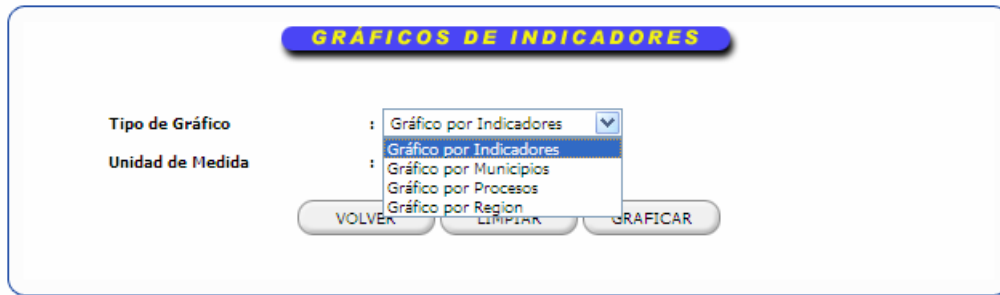 GRÁFICOS DE INDICADORES
Tipo de Gráfico : Gráfico por Indicadores
Gráfico por Indicadores
Unidad de Medida :
Gráfico por Municipios
Gráfico por Procesos
Gráfico por Region
VOLVER LIMPIAR GRAFICAR